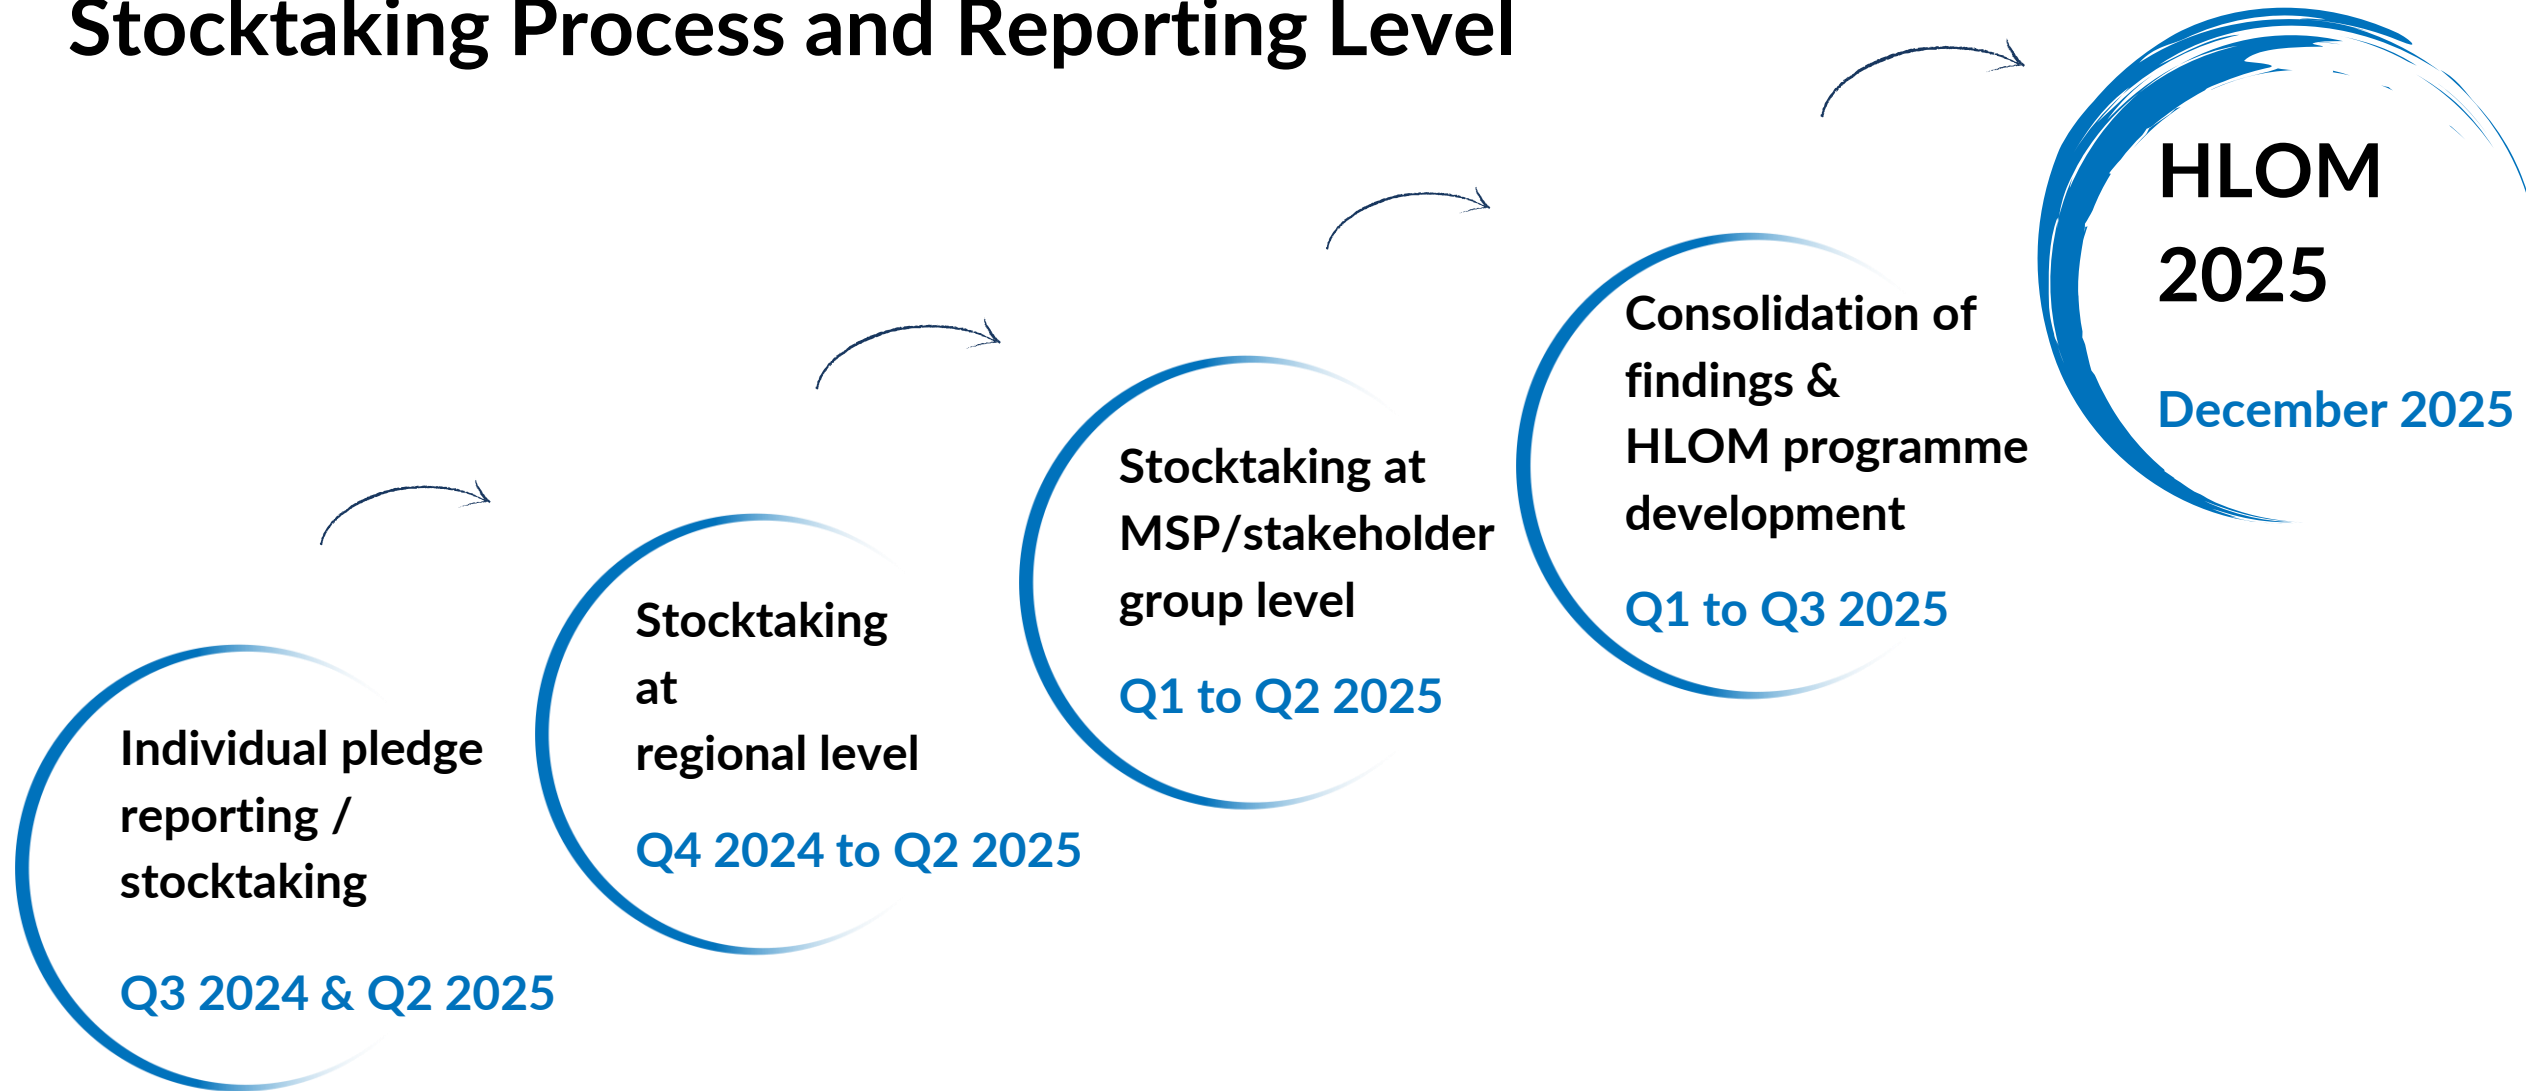 Stocktaking Process and Reporting Level
Individual pledge
reporting /
stocktaking
Q3 2024 & Q2 2025
Stocktaking
at
regional level
Q4 2024 to Q2 2025
Stocktaking at
MSP/stakeholder
group level
Q1 to Q2 2025
Consolidation of
findings &
HLOM programme
development
Q1 to Q3 2025
HLOM
2025
December 2025